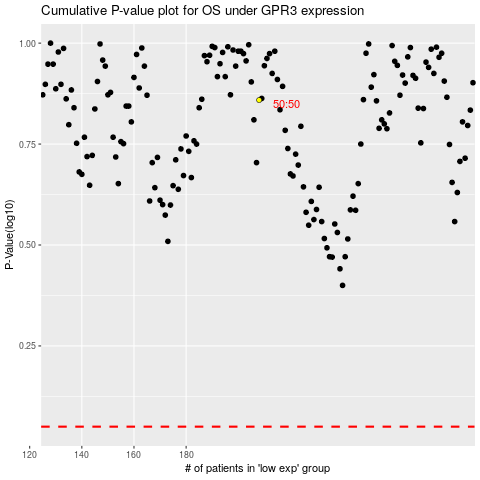 Cumulative P-value plot for OS under GPR3 expression
P-Value(log10)
1.00
0.75
0.50
0.25
50:50
120 140 160 180
# of patients in 'low exp' group